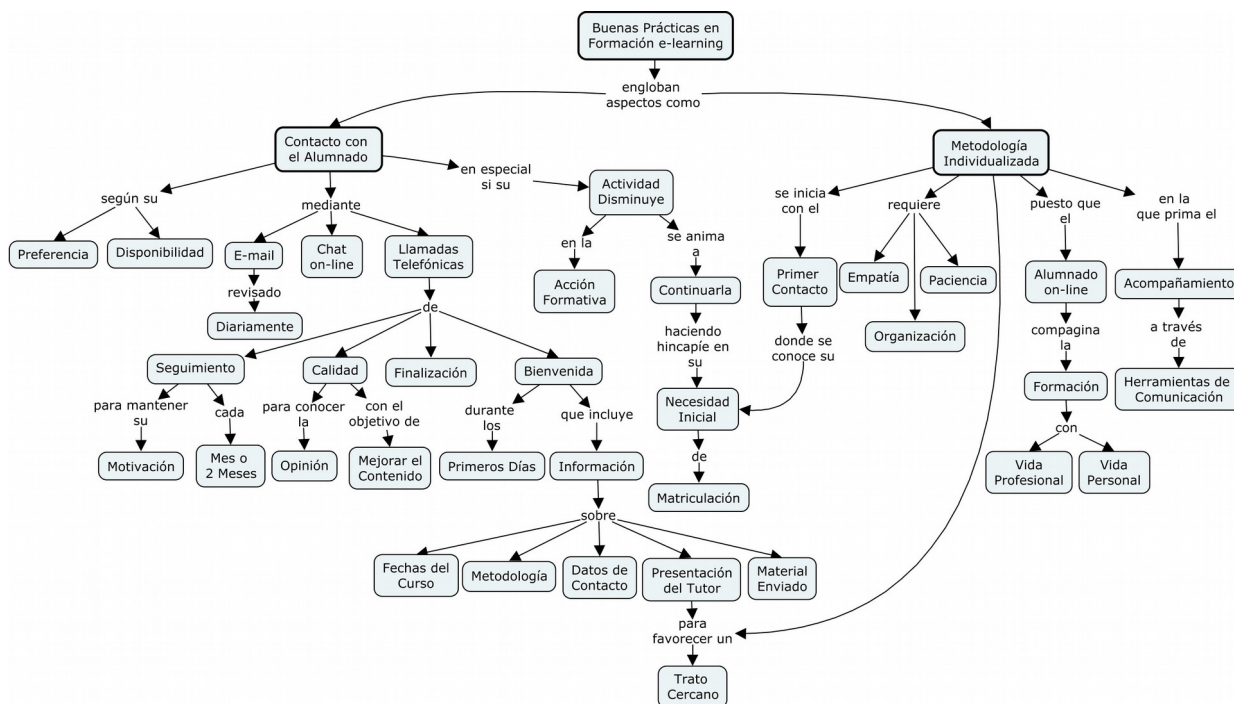 Buenas Prácticas en
Formación e-learning
engloban
aspectos como
Contacto con
el Alumnado
Metodología
Individualizada
según su
Preferencia
Disponibilidad
mediante
E-mail
revisado
Diariamente
Chat
on-line
Llamadas
Telefónicas
de
Seguimiento
para mantener
su
Motivación
cada
Mes o
2 Meses
Calidad
para conocer
la
Opinión
con el
objetivo de
Mejorar el
Contenido
Finalización
Bienvenida
durante
los
Primeros Días
que incluye
Información
sobre
Fechas del
Curso
Metodología
Datos de
Contacto
Presentación
del Tutor
Material
Enviado
para
favorecer un
Trato
Cercano
en especial
si su
Actividad
Disminuye
en la
Acción
Formativa
se anima
a
Continuarla
haciendo
hincapíe en
su
Necesidad
Inicial
de
Matriculación
se inicia
con el
Primer
Contacto
donde se
conoce su
requiere
Empatía
Organización
Paciencia
puesto que
el
Alumnado
on-line
compagina
la
Formación
con
Vida
Profesional
Vida
Personal
en la
que prima el
Acompañamiento
a través
de
Herramientas de
Comunicación